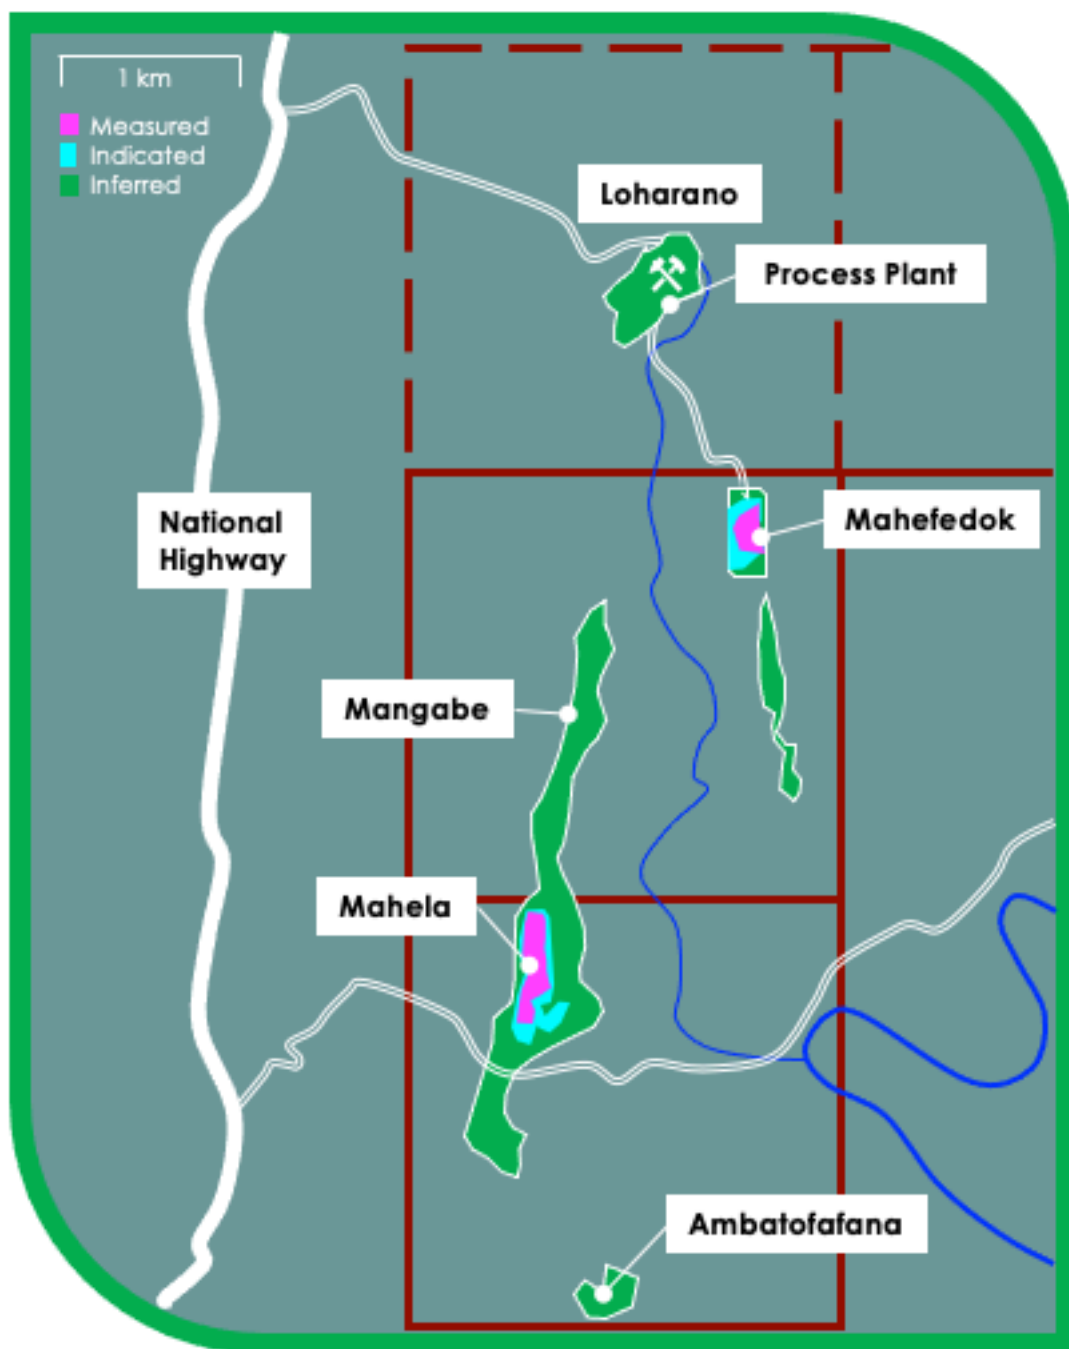 1 km
Measured
Indicated
Inferred
Loharano
Process Plant
National
Highway
Mahefedok
Mangabe
Mahela
Ambatofafana